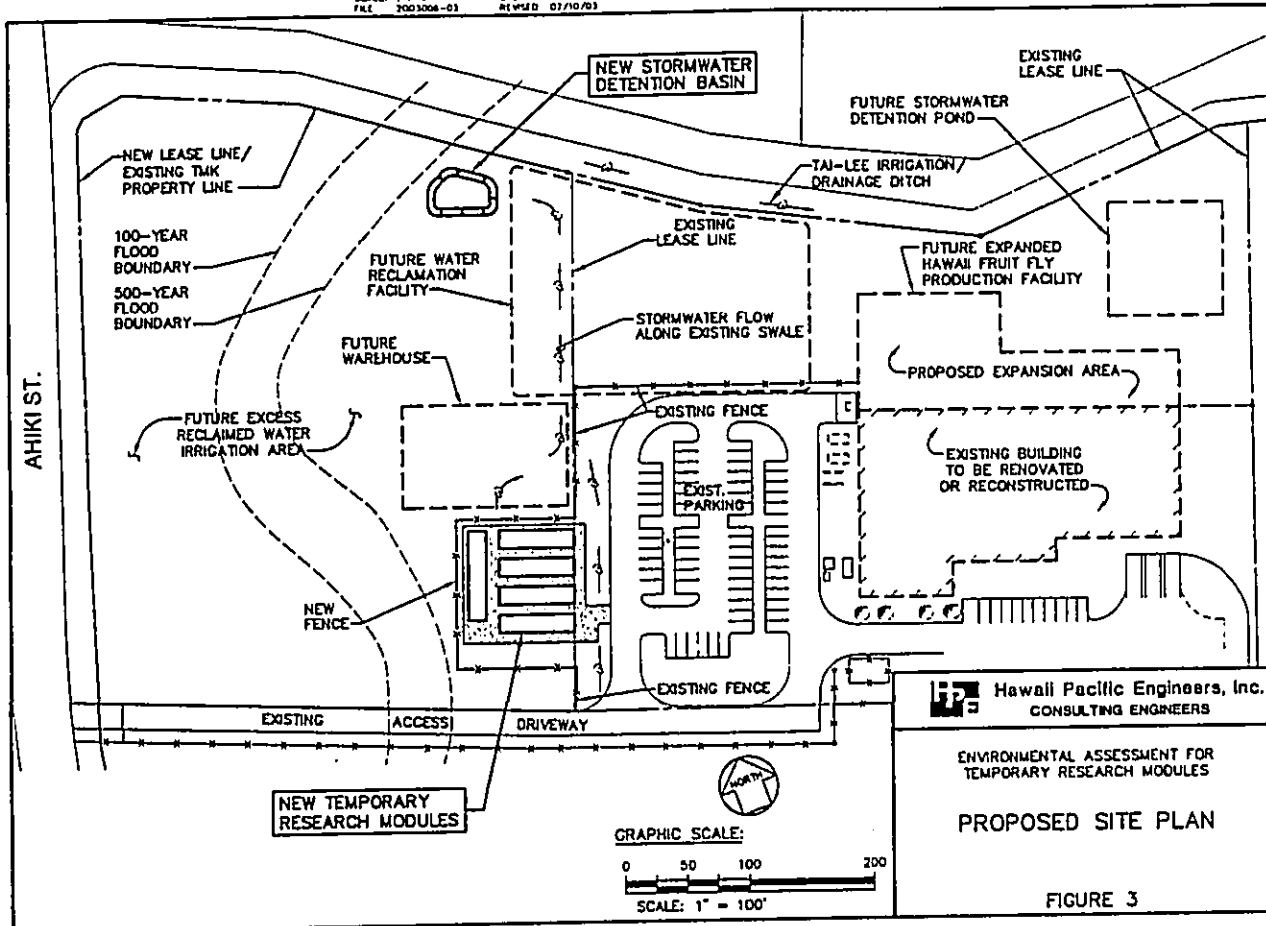 FILE 2003006-03 REVISED 07/10/03
NEW STORMWATER
DETENTION BASIN
EXISTING
LEASE LINE
FUTURE STORMWATER
DETENTION POND
NEW LEASE LINE/
EXISTING TMK
PROPERTY LINE
TAI-LEE IRRIGATION/
DRAINAGE DITCH
100-YEAR
FLOOD
BOUNDARY
500-YEAR
FLOOD
BOUNDARY
FUTURE WATER
RECLAMATION
FACILITY
EXISTING
LEASE LINE
FUTURE EXPANDED
HAWAII FRUIT FLY
PRODUCTION FACILITY
STORMWATER FLOW
ALONG EXISTING SWALE
FUTURE
WAREHOUSE
PROPOSED EXPANSION AREA
AHIKI ST.
FUTURE EXCESS
RECLAIMED WATER
IRRIGATION AREA
EXISTING FENCE
EXIST.
PARKING
EXISTING BUILDING
TO BE RENOVATED
OR RECONSTRUCTED
NEW
FENCE
EXISTING FENCE
EXISTING ACCESS DRIVEWAY
NEW TEMPORARY
RESEARCH MODULES
NORTH
GRAPHIC SCALE:
0 50 100 200
SCALE: 1" = 100'
Hawaii Pacific Engineers, Inc.
CONSULTING ENGINEERS
ENVIRONMENTAL ASSESSMENT FOR
TEMPORARY RESEARCH MODULES
PROPOSED SITE PLAN
FIGURE 3